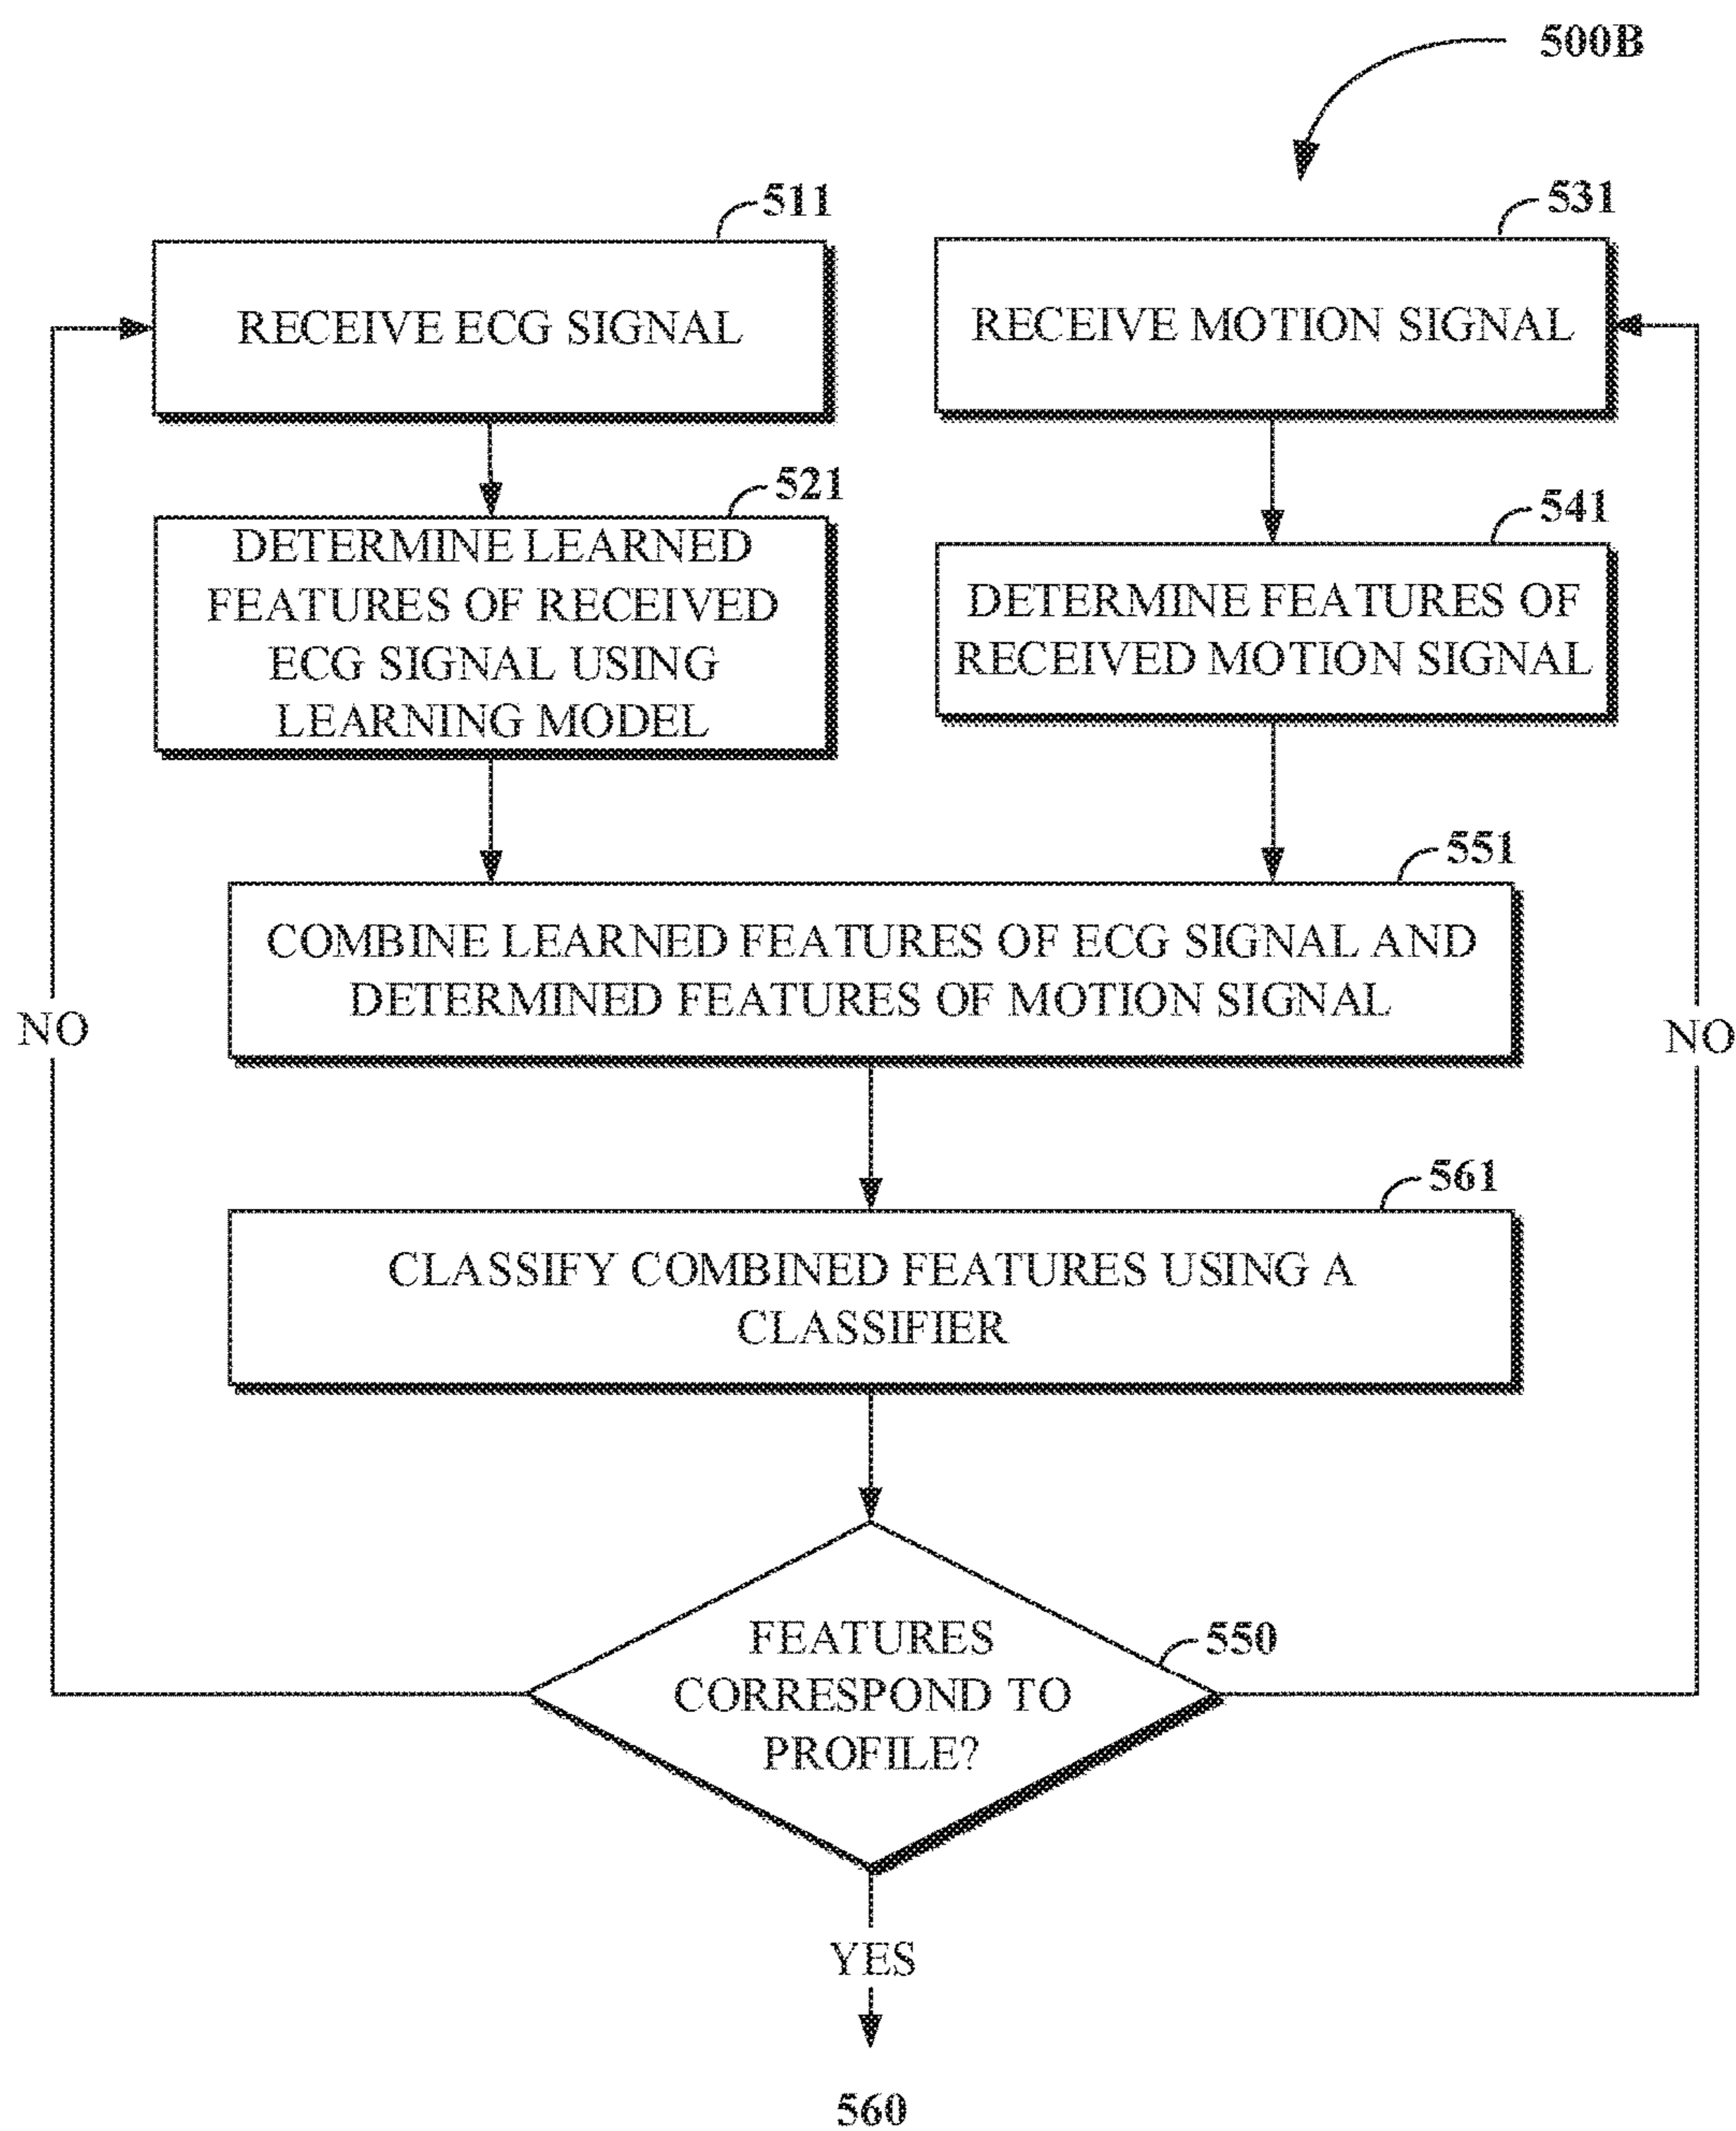 500B
511
RECEIVE ECG SIGNAL
531
RECEIVE MOTION SIGNAL
521
DETERMINE LEARNED
FEATURES OF RECEIVED
ECG SIGNAL USING
LEARNING MODEL
541
DETERMINE FEATURES OF
RECEIVED MOTION SIGNAL
551
COMBINE LEARNED FEATURES OF ECG SIGNAL AND
DETERMINED FEATURES OF MOTION SIGNAL
NO
NO
561
CLASSIFY COMBINED FEATURES USING A
CLASSIFIER
550
FEATURES
CORRESPOND TO
PROFILE?
YES
560